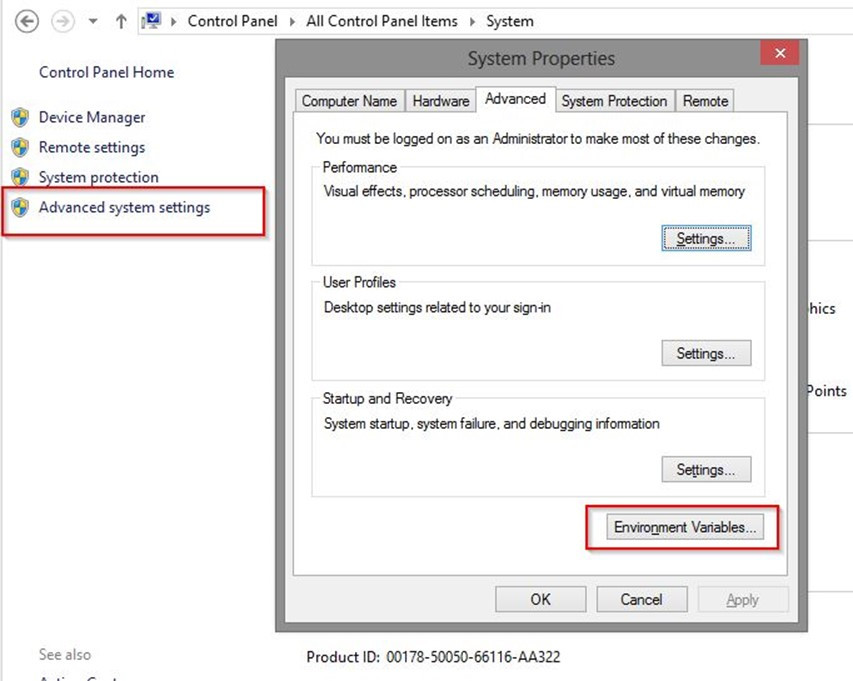 Control Panel
All Control Panel Items
System
Control Panel Home
Device Manager
Remote settings
System protection
Advanced system settings
See also
System Properties
Computer Name
Hardware
Advanced
System Protection
Remote
You must be logged on as an Administrator to make most of these changes.
Performance
Visual effects, processor scheduling, memory usage, and virtual memory
Settings...
User Profiles
Desktop settings related to your sign-in
Settings...
Startup and Recovery
System startup, system failure, and debugging information
Settings...
Environment Variables...
OK
Cancel
Apply
hics
Points
Product ID: 00178-50050-66116-AA322